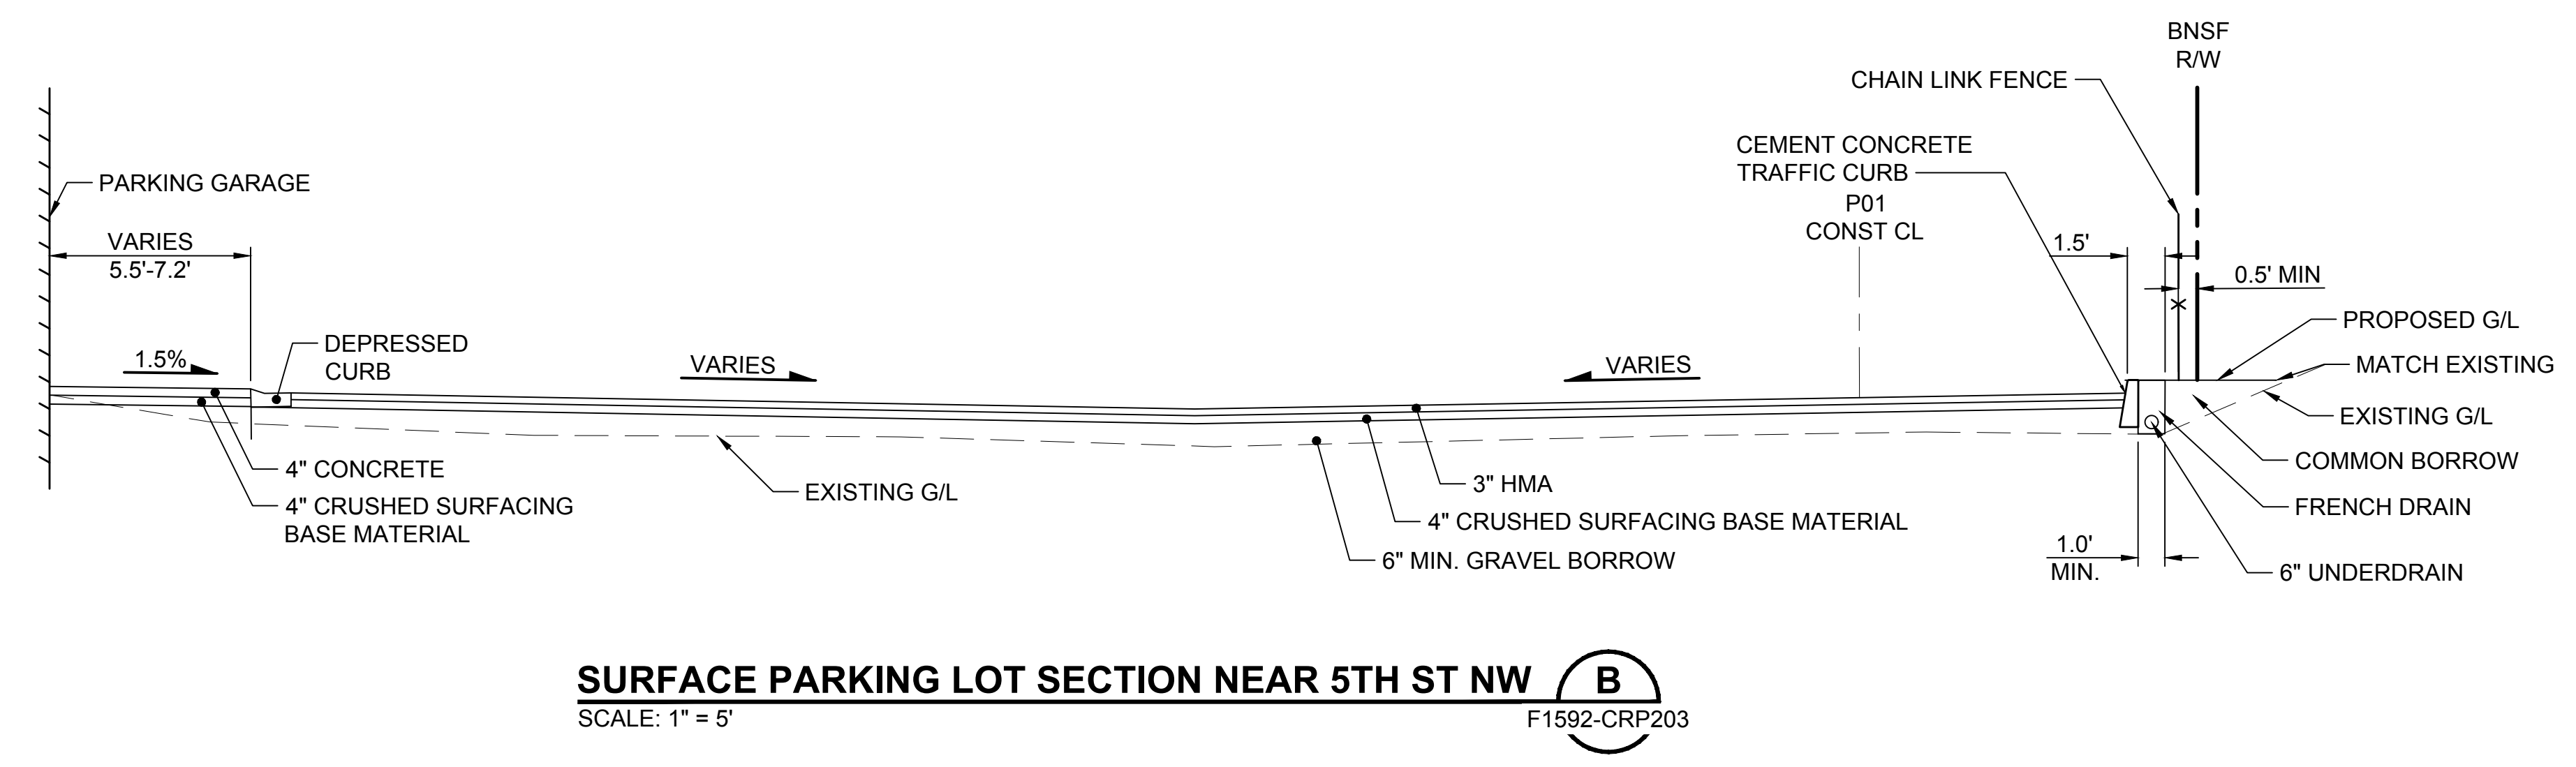 BNSF
R/W
CHAIN LINK FENCE
CEMENT CONCRETE
TRAFFIC CURB
P01
CONST CL
PARKING GARAGE
VARIES
5.5'-7.2'
1.5'
0.5' MIN
PROPOSED G/L
MATCH EXISTING
EXISTING G/L
COMMON BORROW
FRENCH DRAIN
6" UNDERDRAIN
1.5%
DEPRESSED
CURB
VARIES
VARIES
4" CONCRETE
4" CRUSHED SURFACING
BASE MATERIAL
EXISTING G/L
3" HMA
4" CRUSHED SURFACING BASE MATERIAL
6" MIN. GRAVEL BORROW
1.0'
MIN.
SURFACE PARKING LOT SECTION NEAR 5TH ST NW
B
SCALE: 1" = 5'
F1592-CRP203